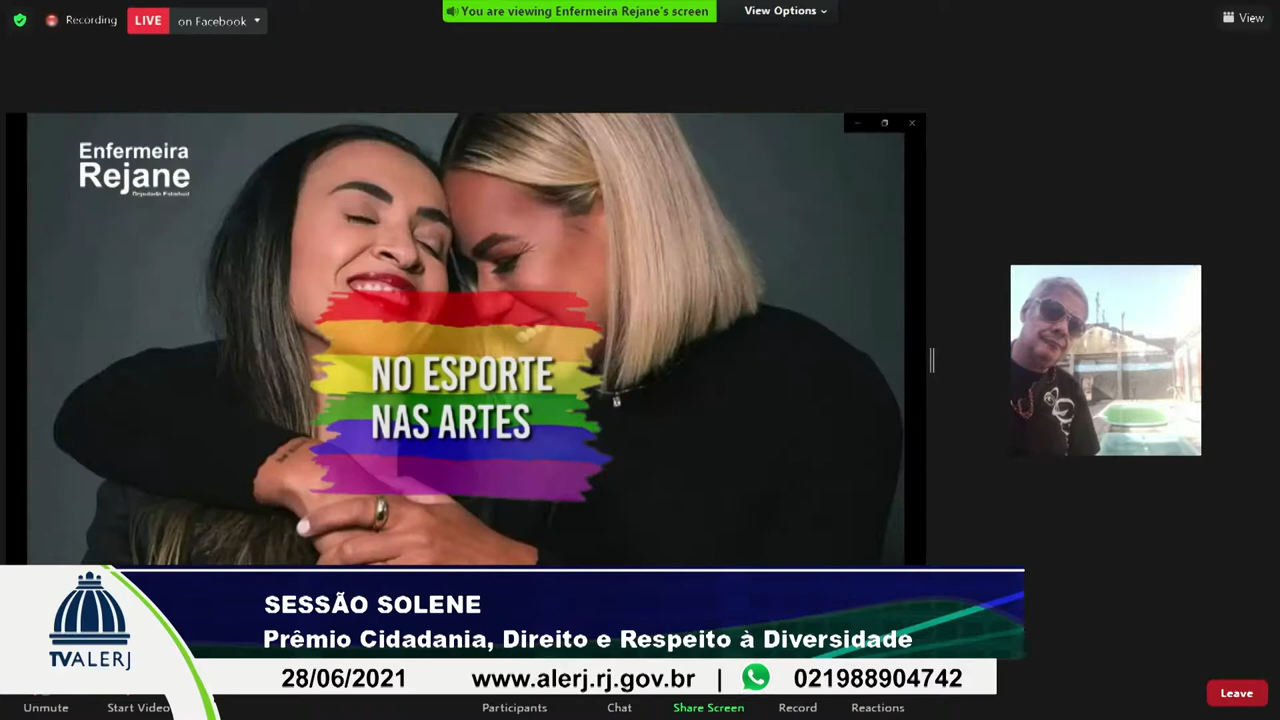 Recording
LIVE
on Facebook
You are viewing Enfermeira Rejane's screen
View Options
View
Enfermeira
Rejane
Deputada Estadual
NO ESPORTE
NAS ARTES
SESSÃO SOLENE
Prêmio Cidadania, Direito e Respeito à Diversidade
TVALERJ
28/06/2021 www.alerj.rj.gov.br | 021988904742
Unmute Start Video Participants Chat Share Screen Record Reactions
Leave